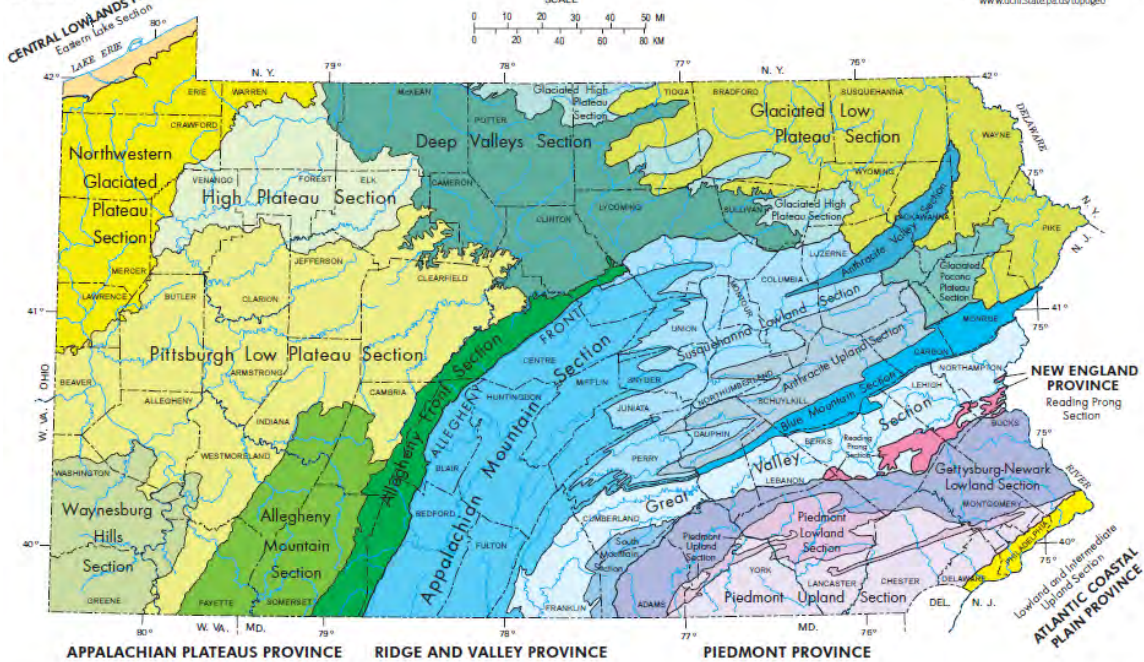 SCALE
0 10 20 30 40 50 MI
0 20 40 60 80 KM
CENTRAL LOWLANDS
Eastern Lake Section
LAKE ERIE
80°
42°
N. Y.
79°
78°
77°
N. Y.
76°
42°
ERIE
WARREN
McKEAN
Glaciated High
Plateau
Section
TIOGA
BRADFORD
SUSQUEHANNA
CRAWFORD
POTTER
Glaciated Low
Plateau Section
DELAWARE
WAYNE
Deep Valleys Section
Northwestern
Glaciated
Plateau
Section
VENANGO
FOREST
ELK
High Plateau Section
CAMERON
WYOMING
75°
CLINTON
LYCOMING
SULLIVAN
Glaciated High
Plateau Section
LACKAWANNA
N. Y.
N. J.
PIKE
MERCER
JEFFERSON
LUZERNE
Anthracite Valley Section
LAWRENCE
BUTLER
CLARION
CLEARFIELD
COLUMBIA
Glaciated
Pocono
Plateau
Section
41°
MONTOUR
41°
75°
MONROE
UNION
Susquehanna Lowland Section
Pittsburgh Low Plateau Section
ARMSTRONG
CENTRE
Anthracite Upland Section
CARBON
OHIO
W. VA.
BEAVER
ALLEGHENY
CAMBRIA
HUNTINGDON
MIFFLIN
SNYDER
NORTHUMBERLAND
SCHUYLKILL
NORTHAMPTON
LEHIGH
NEW ENGLAND
PROVINCE
Reading Prong
Section
INDIANA
JUNIATA
Blue Mountain Section
DAUPHIN
BUCKS
Allegheny Front Section
ALLEGHENY FRONT
Appalachian Mountain Section
WESTMORELAND
BLAIR
PERRY
BERKS
Reading
Prong
Section
75°
WASHINGTON
LEBANON
Great Valley Section
Gettysburg-Newark
Lowland Section
RIVER
Waynesburg
Hills
Section
Allegheny
Mountain
Section
BEDFORD
CUMBERLAND
MONTGOMERY
40°
FULTON
South
Mountain
Section
Piedmont
Upland
Section
Piedmont
Lowland
Section
PHILADELPHIA
40°
75°
YORK
LANCASTER
CHESTER
DELAWARE
GREENE
FAYETTE
SOMERSET
FRANKLIN
ADAMS
Piedmont Upland Section
DEL.
N. J.
Lowland and Intermediate
Upland Section
ATLANTIC COASTAL
PLAIN PROVINCE
80°
W. VA.
MD.
79°
78°
77°
MD.
76°
APPALACHIAN PLATEAUS PROVINCE
RIDGE AND VALLEY PROVINCE
PIEDMONT PROVINCE